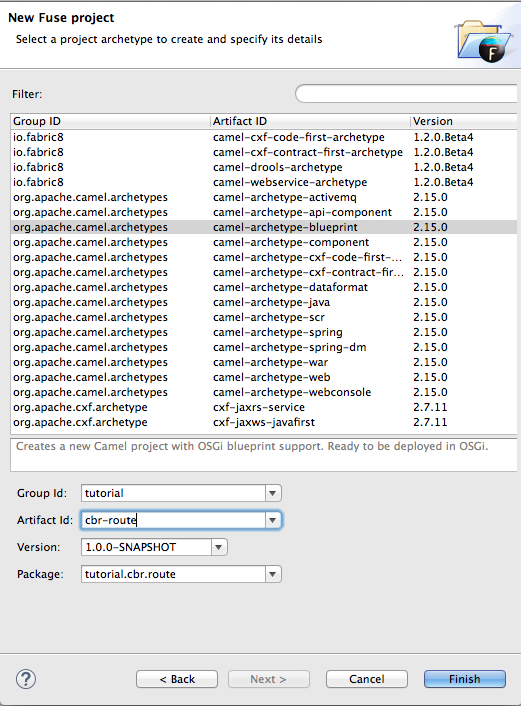 New Fuse project
Select a project archetype to create and specify its details
F
Filter:
Group ID Artifact ID Version
io.fabric8 camel-cxf-code-first-archetype 1.2.0.Beta4
io.fabric8 camel-cxf-contract-first-archetype 1.2.0.Beta4
io.fabric8 camel-drools-archetype 1.2.0.Beta4
io.fabric8 camel-webservice-archetype 1.2.0.Beta4
org.apache.camel.archetypes camel-archetype-activemq 2.15.0
org.apache.camel.archetypes camel-archetype-api-component 2.15.0
org.apache.camel.archetypes camel-archetype-blueprint 2.15.0
org.apache.camel.archetypes camel-archetype-component 2.15.0
org.apache.camel.archetypes camel-archetype-cxf-code-first-... 2.15.0
org.apache.camel.archetypes camel-archetype-cxf-contract-fir... 2.15.0
org.apache.camel.archetypes camel-archetype-dataformat 2.15.0
org.apache.camel.archetypes camel-archetype-java 2.15.0
org.apache.camel.archetypes camel-archetype-scr 2.15.0
org.apache.camel.archetypes camel-archetype-spring 2.15.0
org.apache.camel.archetypes camel-archetype-spring-dm 2.15.0
org.apache.camel.archetypes camel-archetype-war 2.15.0
org.apache.camel.archetypes camel-archetype-web 2.15.0
org.apache.camel.archetypes camel-archetype-webconsole 2.15.0
org.apache.cxf.archetype cxf-jaxrs-service 2.7.11
org.apache.cxf.archetype cxf-jaxws-javafirst 2.7.11
Creates a new Camel project with OSGi blueprint support. Ready to be deployed in OSGi.
Group Id: tutorial
Artifact Id: cbr-route
Version: 1.0.0-SNAPSHOT
Package: tutorial.cbr.route
? < Back Next > Cancel Finish